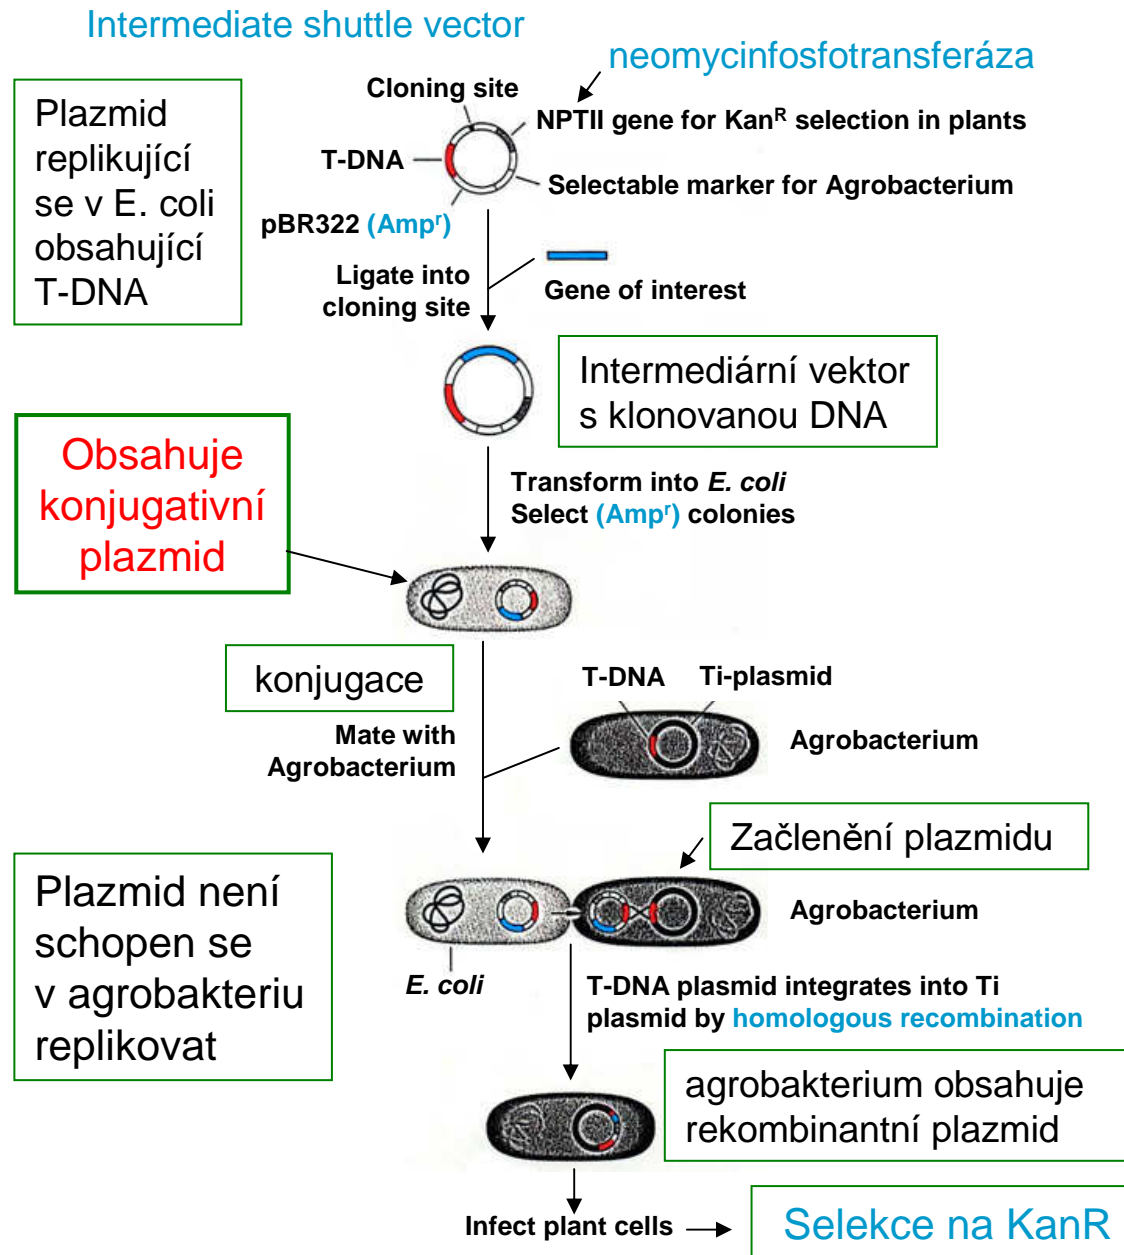 Intermediate shuttle vector
neomycinfosfotransferáza
Plazmid
replikující
se v E. coli
obsahující
T-DNA
Cloning site
NPTII gene for Kanᴿ selection in plants
T-DNA
Selectable marker for Agrobacterium
pBR322 (Ampʳ)
Ligate into
cloning site
Gene of interest
Intermediární vektor
s klonovanou DNA
Obsahuje
konjugativní
plazmid
Transform into E. coli
Select (Ampʳ) colonies
konjugace
T-DNA Ti-plasmid
Mate with
Agrobacterium
Agrobacterium
Začlenění plazmidu
Plazmid není
schopen se
v agrobakteriu
replikovat
Agrobacterium
E. coli
T-DNA plasmid integrates into Ti
plasmid by homologous recombination
agrobakterium obsahuje
rekombinantní plazmid
Infect plant cells
Selekce na KanR